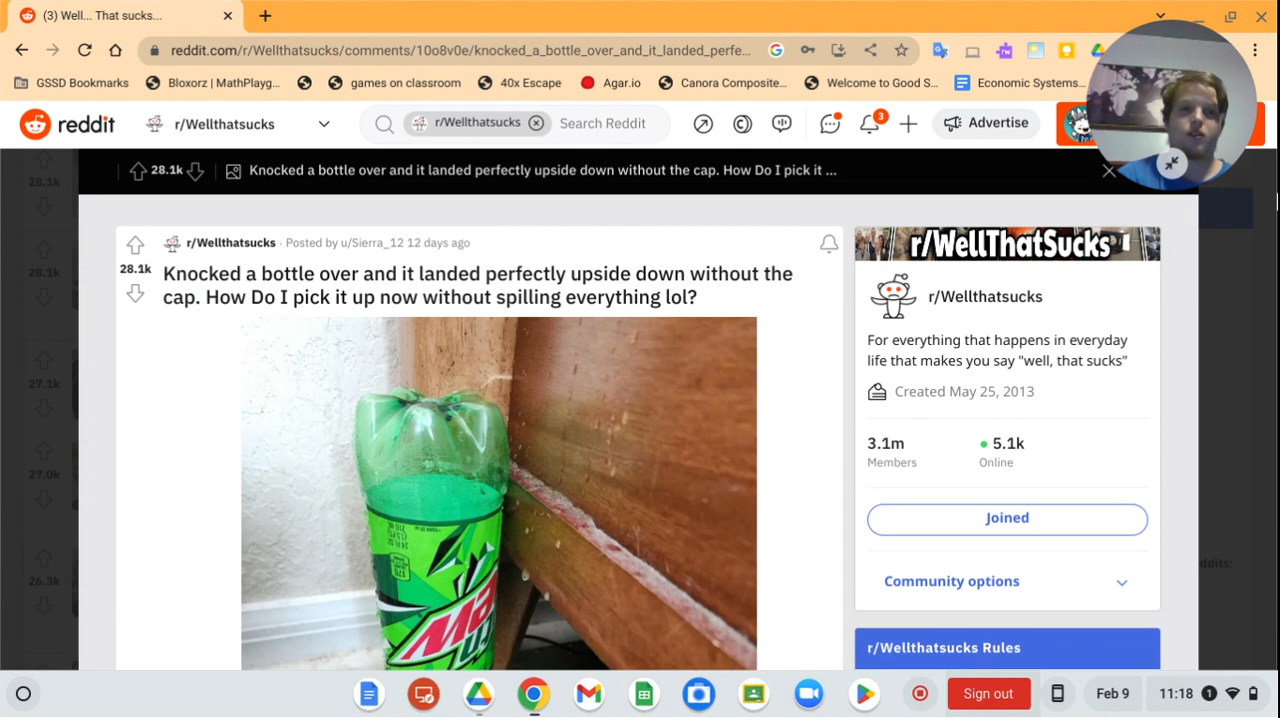 (3) Well... That sucks...
reddit.com/r/Wellthatsucks/comments/10o8v0e/knocked_a_bottle_over_and_it_landed_perfe...
GSSD Bookmarks
Bloxorz | MathPlayg...
games on classroom
40x Escape
Agar.io
Canora Composite...
Welcome to Good S...
Economic Systems...
reddit
r/Wellthatsucks
r/Wellthatsucks
Search Reddit
3
Advertise
28.1k
Knocked a bottle over and it landed perfectly upside down without the cap. How Do I pick it ...
28.1k
28.1k
27.1k
27.0k
26.3k
r/Wellthatsucks · Posted by u/Sierra_12 12 days ago
28.1k
Knocked a bottle over and it landed perfectly upside down without the
cap. How Do I pick it up now without spilling everything lol?
r/WellThatSucks
r/Wellthatsucks
For everything that happens in everyday
life that makes you say "well, that sucks"
Created May 25, 2013
3.1m
Members
5.1k
Online
Joined
Community options
r/Wellthatsucks Rules
ddits:
Sign out
Feb 9
11:18
1